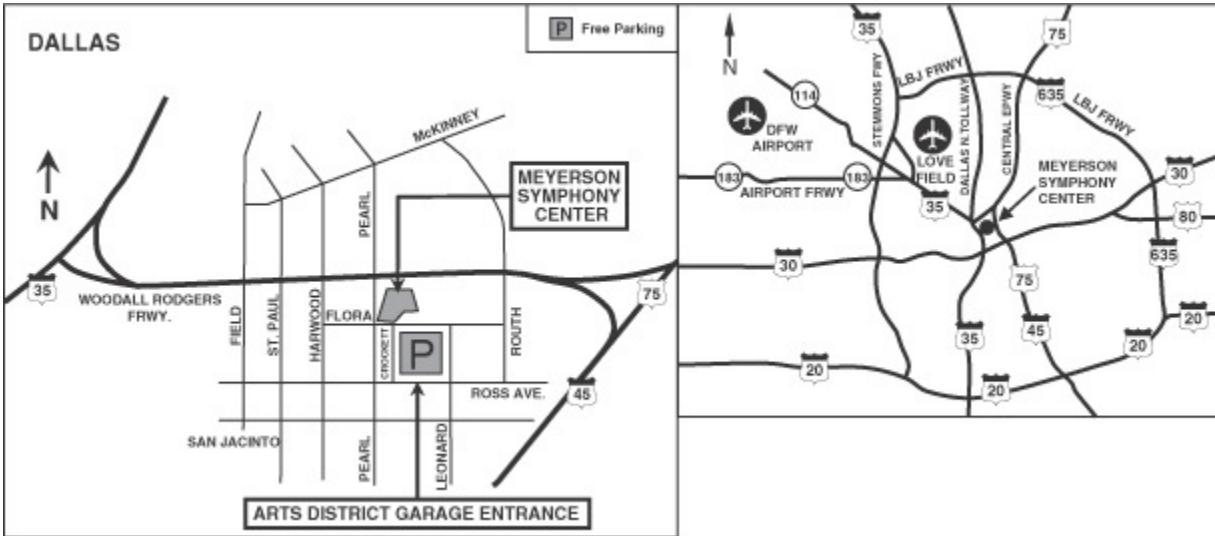 DALLAS
P Free Parking
N
McKINNEY
MEYERSON
SYMPHONY
CENTER
PEARL
35
WOODALL RODGERS
FRWY.
75
FIELD
ST. PAUL
HARWOOD
FLORA
CROCKETT
P
ROUTH
ROSS AVE.
45
SAN JACINTO
PEARL
LEONARD
ARTS DISTRICT GARAGE ENTRANCE
N
35
75
STEMMONS FWY
LBJ FRWY
DALLAS N.TOLLWAY
CENTRAL EPWY
635
LBJ FRWY
114
DFW
AIRPORT
LOVE
FIELD
MEYERSON
SYMPHONY
CENTER
183
AIRPORT FRWY
183
35
30
80
30
635
75
35
45
20
20
20
20